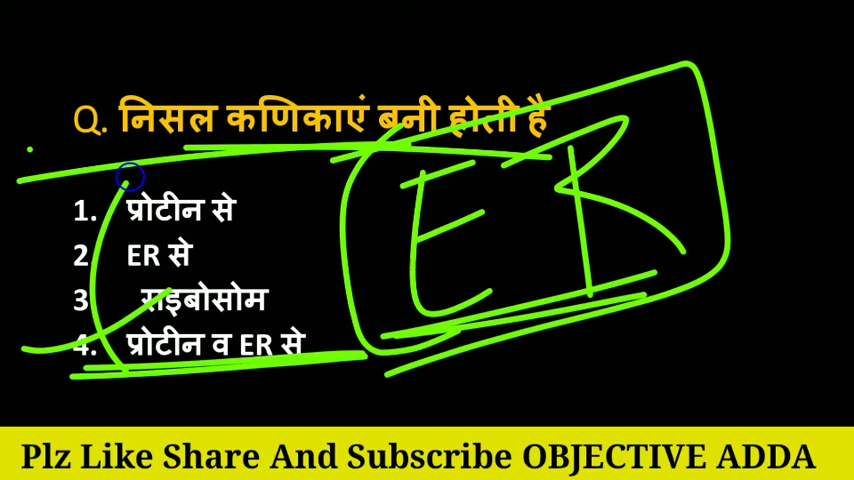 Q. निसल कणिकाएं बनी होती है
1. प्रोटीन से
2. ER से
3. राइबोसोम
4. प्रोटीन व ER से
ER
Plz Like Share And Subscribe OBJECTIVE ADDA